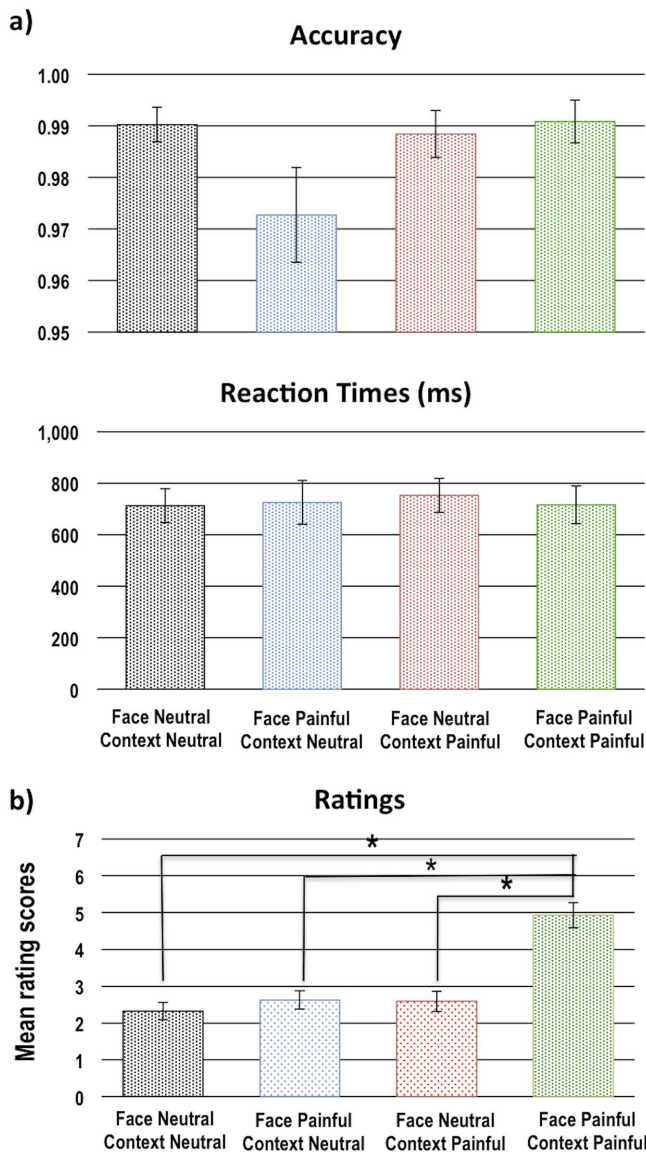 a)
Accuracy
1.00
0.99
0.98
0.97
0.96
0.95
Reaction Times (ms)
1,000
800
600
400
200
0
Face Neutral Face Painful Face Neutral Face Painful
Context Neutral Context Neutral Context Painful Context Painful
b)
Ratings
Mean rating scores
7
6
5
4
3
2
1
0
*
*
*
Face Neutral Face Painful Face Neutral Face Painful
Context Neutral Context Neutral Context Painful Context Painful